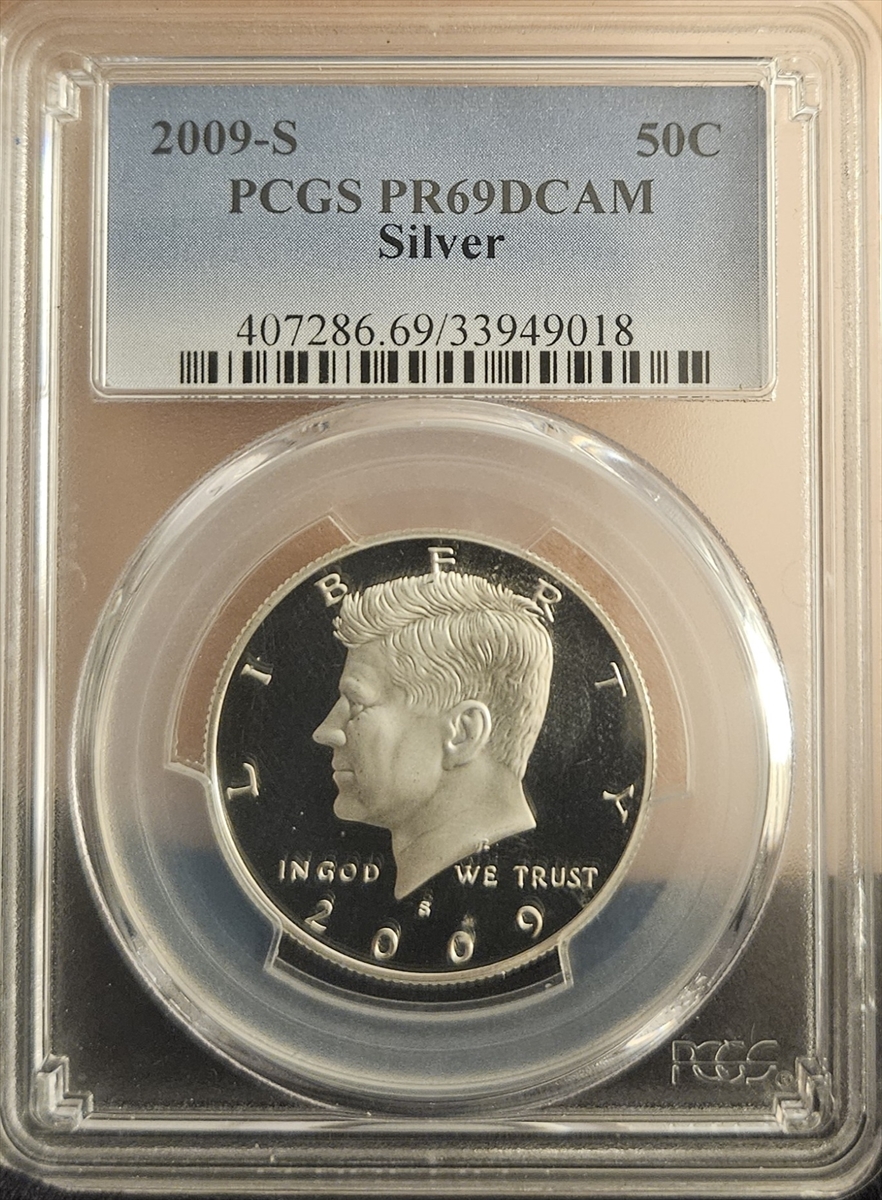 2009-S 50C
PCGS PR69DCAM
Silver
407286.69/33949018
LIBERTY
IN GOD WE TRUST
S
2009
PCGS